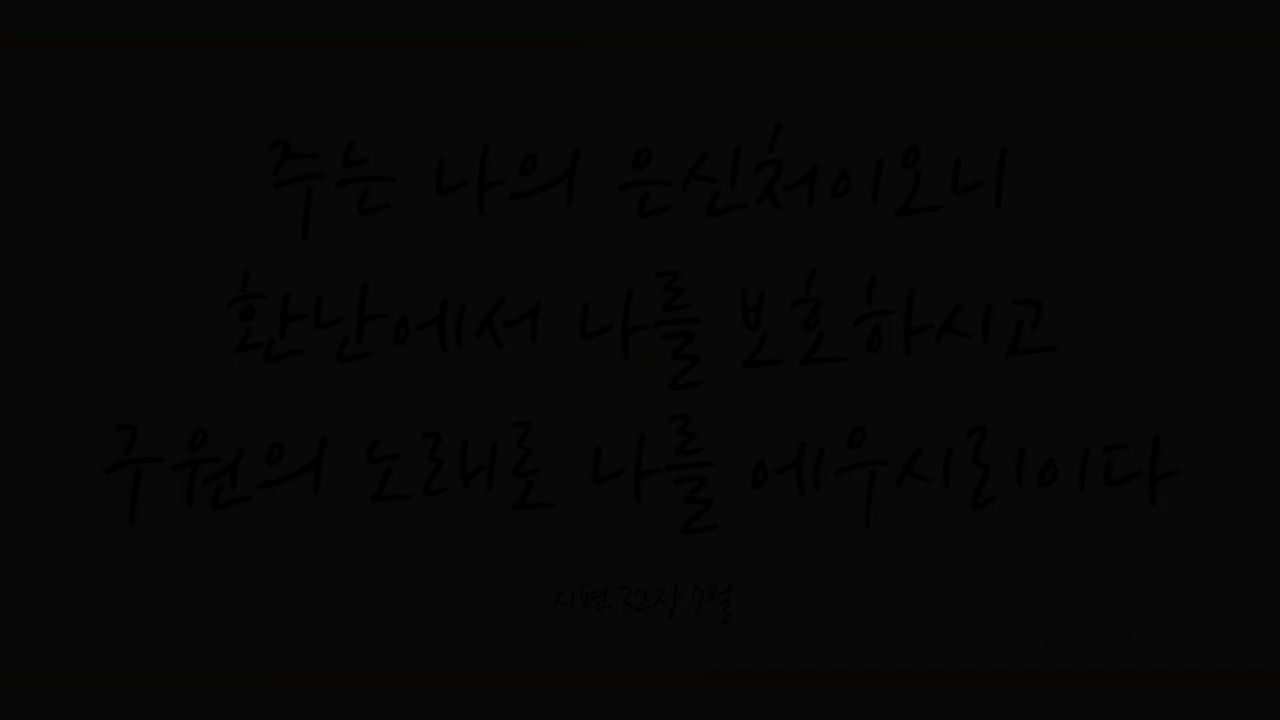 주는 나의 은신처이오니
환난에서 나를 보호하시고
구원의 노래로 나를 에우시리이다
시편 32장 7절